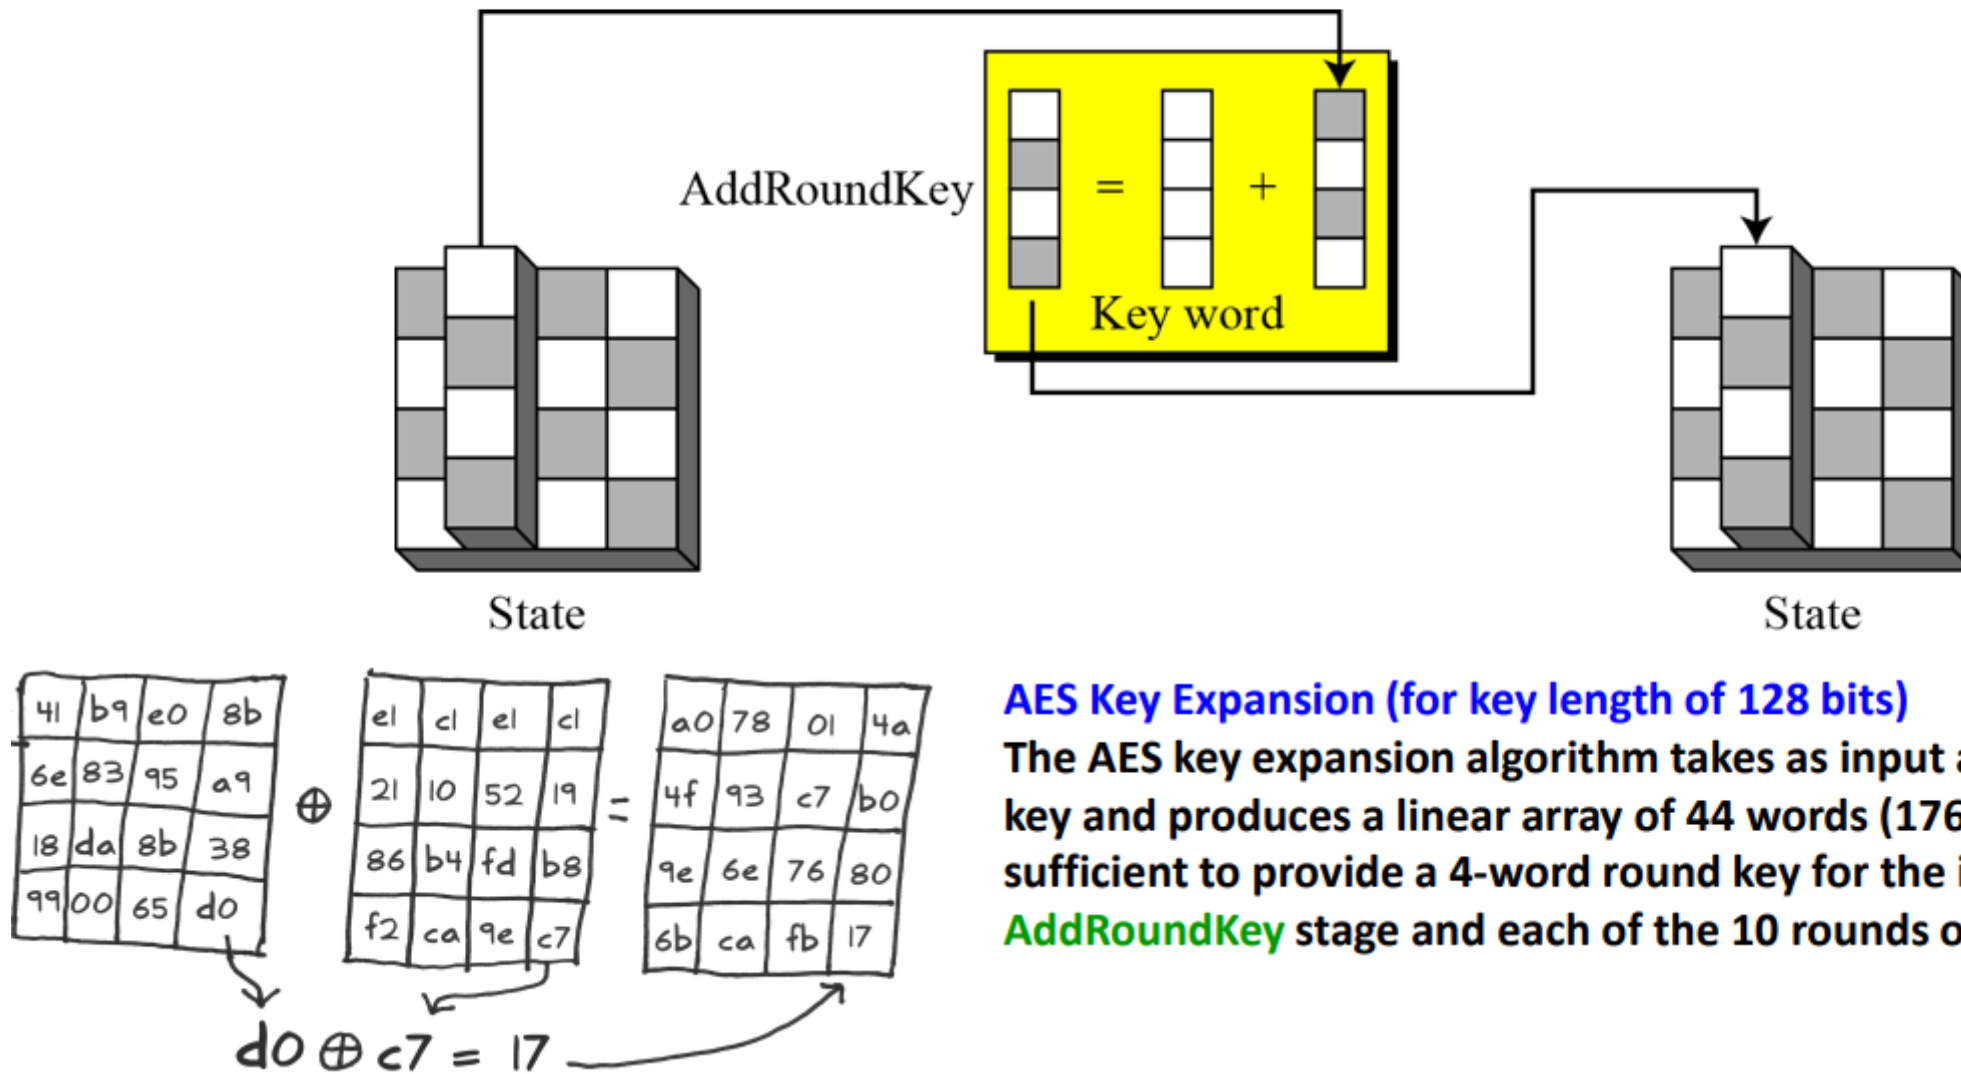 AddRoundKey
=
+
Key word
State
State
41 b9 e0 8b
6e 83 95 a9
18 da 8b 38
99 00 65 d0
⊕
e1 c1 e1 c1
21 10 52 19
86 b4 fd b8
f2 ca 9e c7
=
a0 78 01 4a
4f 93 c7 b0
9e 6e 76 80
6b ca fb 17
d0 ⊕ c7 = 17
AES Key Expansion (for key length of 128 bits)
The AES key expansion algorithm takes as input
key and produces a linear array of 44 words (176
sufficient to provide a 4-word round key for the
AddRoundKey stage and each of the 10 rounds